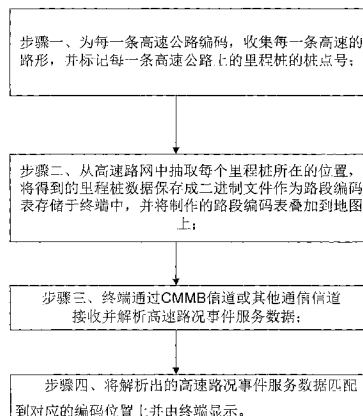 步骤一、为每一条高速公路编码，收集每一条高速的
路形，并标记每一条高速公路上的里程桩的桩点号；
步骤二、从高速路网中抽取每个里程桩所在的位置，
将得到的里程桩数据保存成二进制文件作为路段编码
表存储于终端中，并将制作的路段编码表叠加到地图
上；
步骤三、终端通过CMMB信道或其他通信信道
接收并解析高速路况事件服务数据；
步骤四、将解析出的高速路况事件服务数据匹配
到对应的编码位置上并由终端显示。